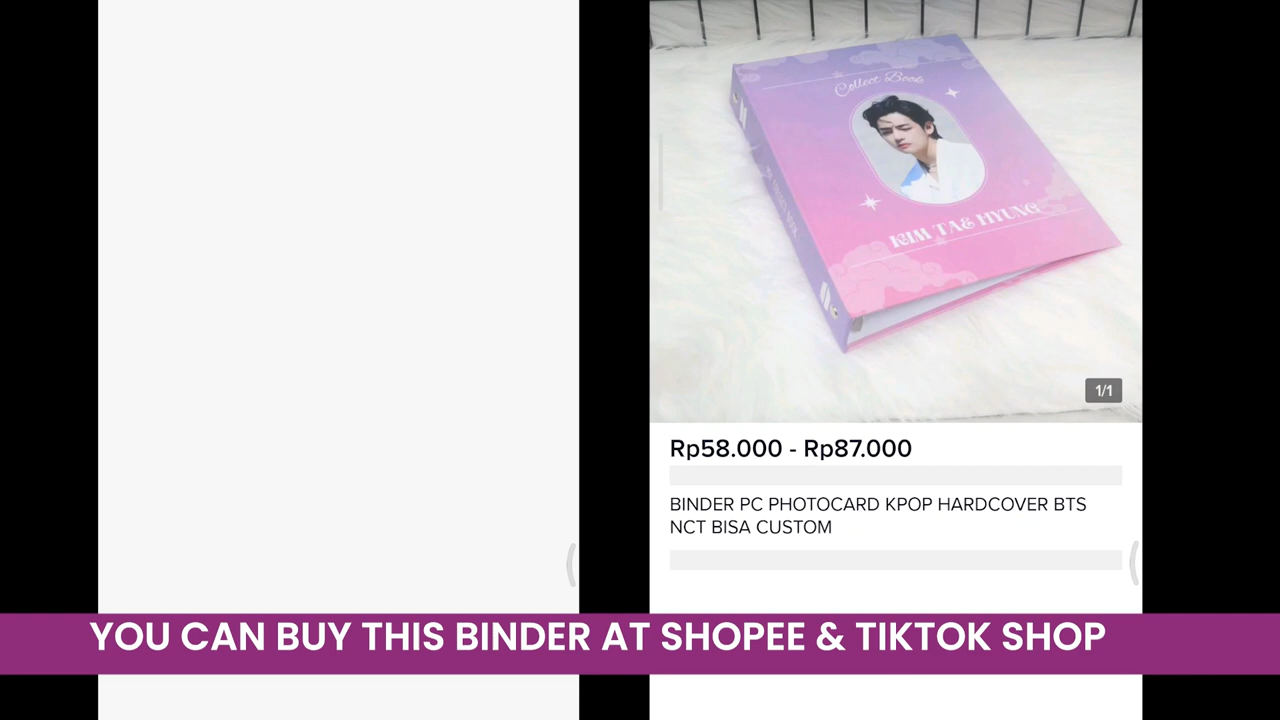 Collect Book
KIM TAE HYUNG
1/1
Rp58.000 - Rp87.000
BINDER PC PHOTOCARD KPOP HARDCOVER BTS
NCT BISA CUSTOM
YOU CAN BUY THIS BINDER AT SHOPEE & TIKTOK SHOP